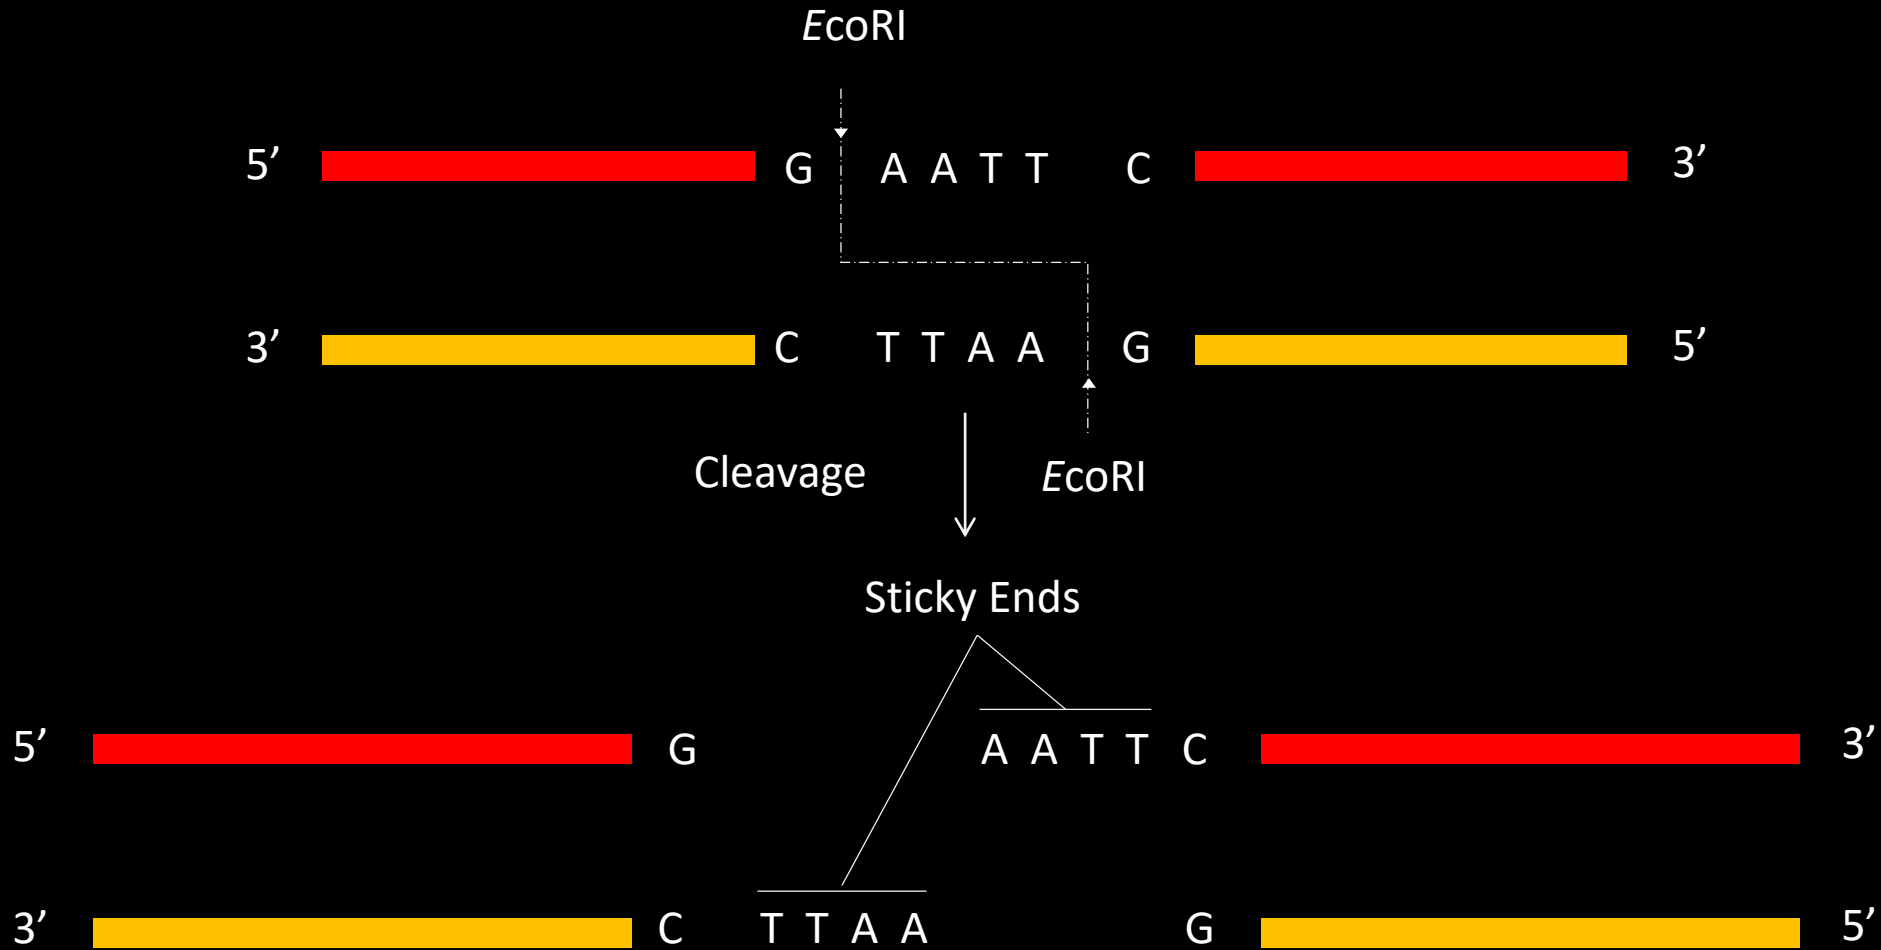 EcoRI
5’ G A A T T C 3’
3’ C T T A A G 5’
Cleavage EcoRI
Sticky Ends
5’ G A A T T C 3’
3’ C T T A A G 5’